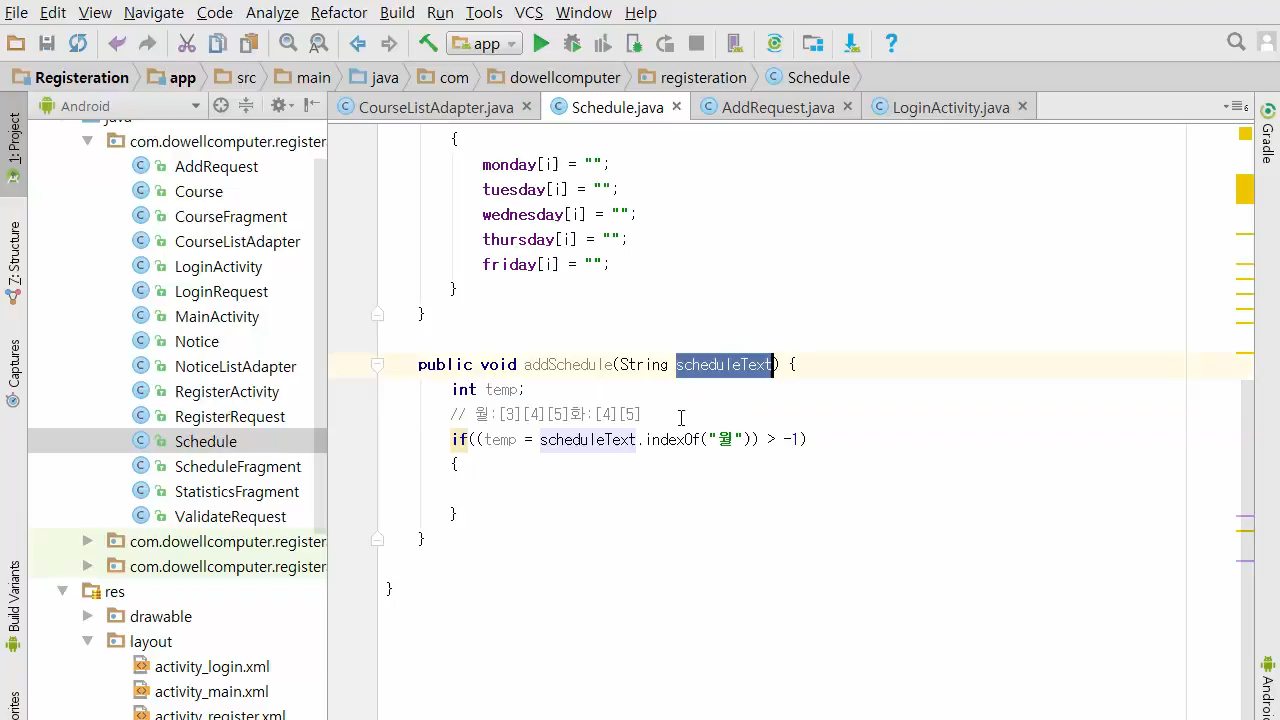 File Edit View Navigate Code Analyze Refactor Build Run Tools VCS Window Help
app
Registeration app src main java com dowellcomputer registeration Schedule
Android
CourseListAdapter.java Schedule.java AddRequest.java LoginActivity.java
1: Project
Z: Structure
Captures
Build Variants
Gradle
java
com.dowellcomputer.register
AddRequest
Course
CourseFragment
CourseListAdapter
LoginActivity
LoginRequest
MainActivity
Notice
NoticeListAdapter
RegisterActivity
RegisterRequest
Schedule
ScheduleFragment
StatisticsFragment
ValidateRequest
com.dowellcomputer.register
com.dowellcomputer.register
res
drawable
layout
activity_login.xml
activity_main.xml
activity_register.xml
{
monday[i] = "";
tuesday[i] = "";
wednesday[i] = "";
thursday[i] = "";
friday[i] = "";
}
}
public void addSchedule(String scheduleText) {
int temp;
// 월:[3][4][5]화:[4][5]
if((temp = scheduleText.indexOf("월")) > -1)
{
}
}
}